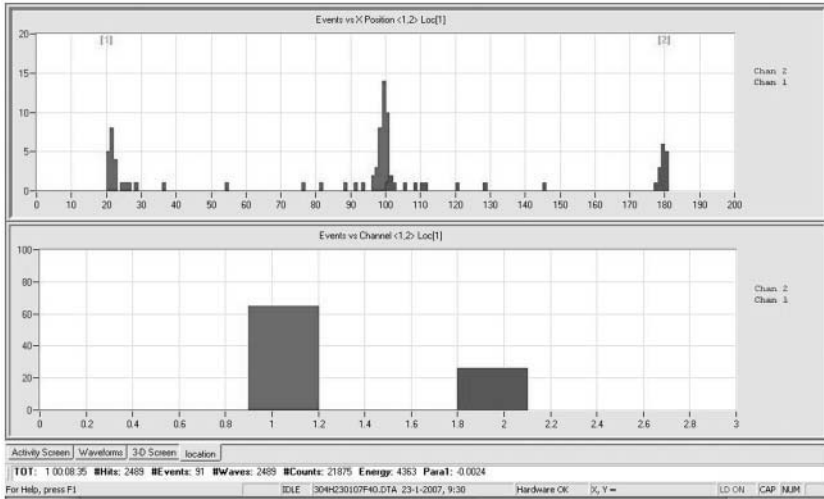 Events vs X Position <1,2> Loc[1]
20
15
10
5
0
[1]
[2]
0 10 20 30 40 50 60 70 80 90 100 110 120 130 140 150 160 170 180 190 200
Chan 2
Chan 1
Events vs Channel <1,2> Loc[1]
100
80
60
40
20
0
0 0.2 0.4 0.6 0.8 1 1.2 1.4 1.6 1.8 2 2.2 2.4 2.6 2.8 3
Chan 2
Chan 1
Activity Screen Waveforms 3-D Screen location
TOT: 1 00:08:35 #Hits: 2489 #Events: 91 #Waves: 2489 #Counts: 21875 Energy: 4363 Para1: -0.0024
For Help, press F1 IDLE 304H230107F40.DTA 23-1-2007, 9:30 Hardware OK X, Y = LD ON CAP NUM